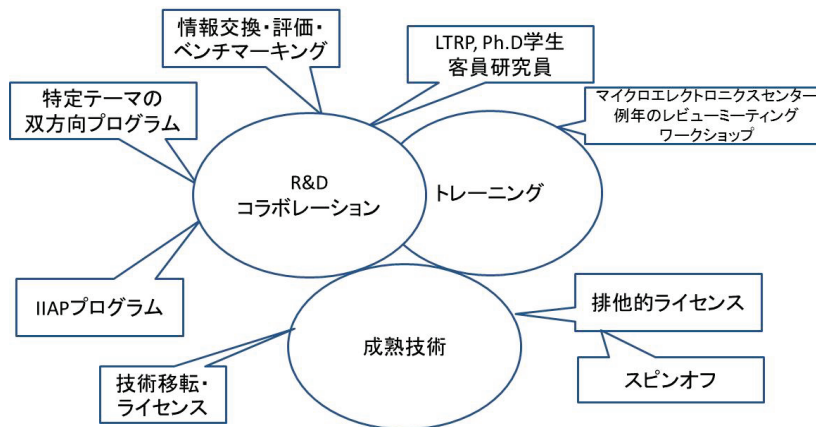 情報交換・評価・
ベンチマーキング
LTRP, Ph.D学生
客員研究員
特定テーマの
双方向プログラム
マイクロエレクトロニクスセンター
例年のレビューミーティング
ワークショップ
R&D
コラボレーション
トレーニング
IIAPプログラム
排他的ライセンス
成熟技術
技術移転・
ライセンス
スピンオフ